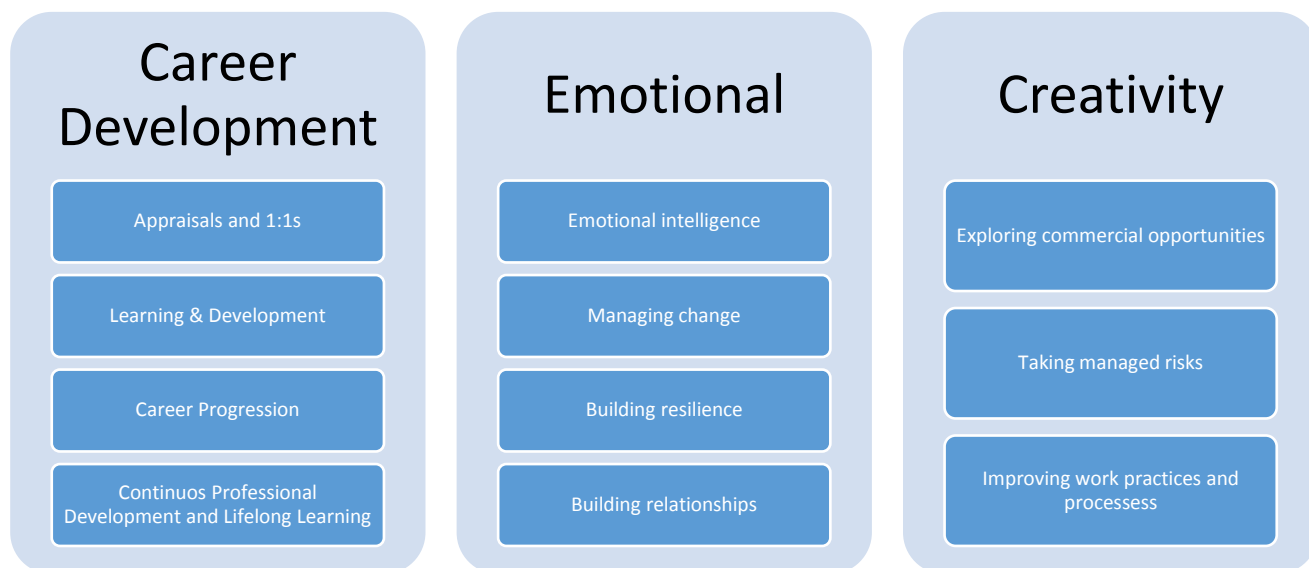 Career
Development
Appraisals and 1:1s
Learning & Development
Career Progression
Continuos Professional
Development and Lifelong Learning
Emotional
Emotional intelligence
Managing change
Building resilience
Building relationships
Creativity
Exploring commercial opportunities
Taking managed risks
Improving work practices and
processess